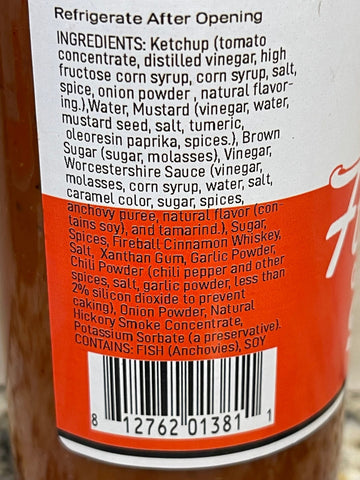 Refrigerate After Opening
INGREDIENTS: Ketchup (tomato
concentrate, distilled vinegar, high
fructose corn syrup, corn syrup, salt,
spice, onion powder , natural flavor-
ing.),Water, Mustard (vinegar, water,
mustard seed, salt, tumeric,
oleoresin paprika, spices.), Brown
Sugar (sugar, molasses), Vinegar,
Worcestershire Sauce (vinegar,
molasses, corn syrup, water, salt,
caramel color, sugar, spices,
anchovy puree, natural flavor (con-
tains soy), and tamarind.), Sugar,
Spices, Fireball Cinnamon Whiskey,
Salt, Xanthan Gum, Garlic Powder,
Chili Powder (chili pepper and other
spices, salt, garlic powder, less than
2% silicon dioxide to prevent
caking), Onion Powder, Natural
Hickory Smoke Concentrate,
Potassium Sorbate (a preservative).
CONTAINS: FISH (Anchovies), SOY
8 12762 01381 1